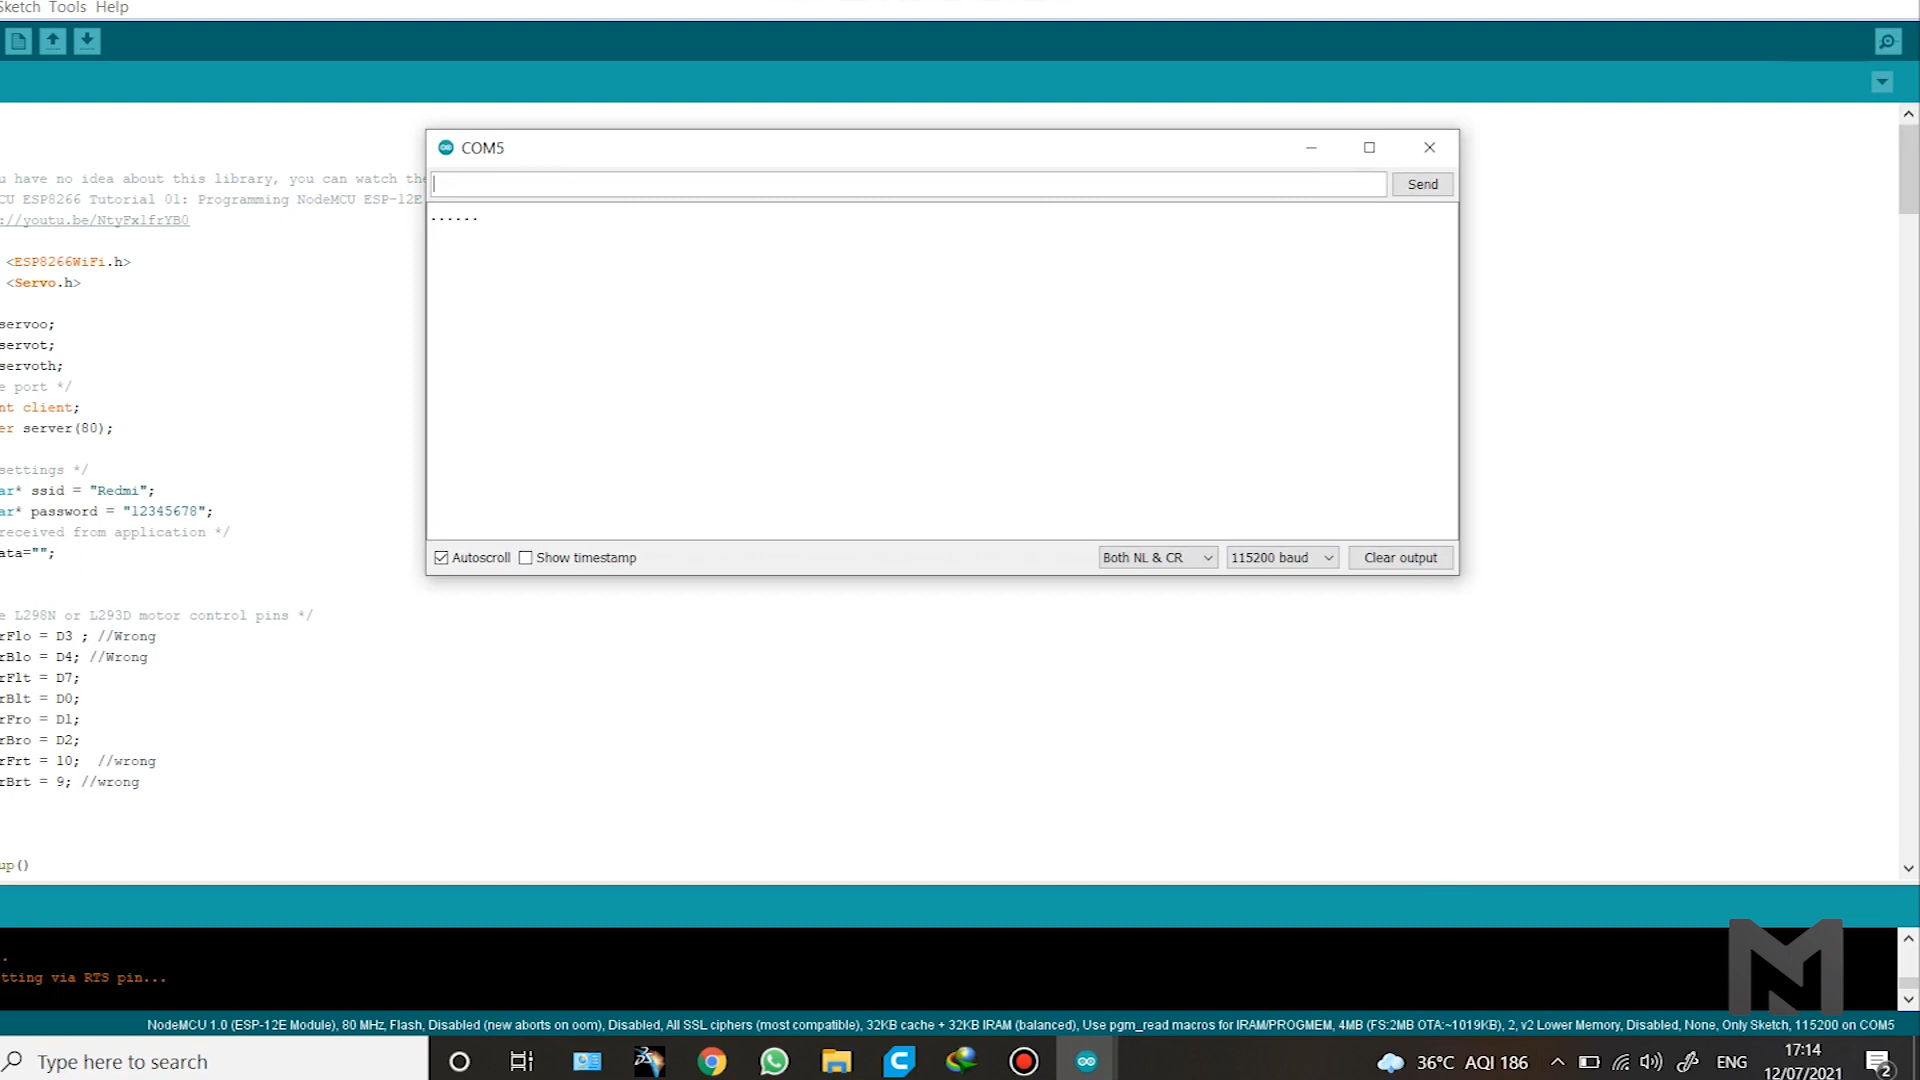 Sketch Tools Help
COM5
Send
......
u have no idea about this library, you can watch the
CU ESP8266 Tutorial 01: Programming NodeMCU ESP-12E
://youtu.be/NtyFxlfrYB0
<ESP8266WiFi.h>
<Servo.h>
servoo;
servot;
servoth;
e port */
nt client;
er server(80);
settings */
ar* ssid = "Redmi";
ar* password = "12345678";
received from application */
ata="";
e L298N or L293D motor control pins */
rFlo = D3 ; //Wrong
rBlo = D4; //Wrong
rFlt = D7;
rBlt = D0;
rFro = D1;
rBro = D2;
rFrt = 10; //wrong
rBrt = 9; //wrong
up()
Autoscroll Show timestamp Both NL & CR 115200 baud Clear output
.
tting via RTS pin...
NodeMCU 1.0 (ESP-12E Module), 80 MHz, Flash, Disabled (new aborts on oom), Disabled, All SSL ciphers (most compatible), 32KB cache + 32KB IRAM (balanced), Use pgm_read macros for IRAM/PROGMEM, 4MB (FS:2MB OTA:~1019KB), 2, v2 Lower Memory, Disabled, None, Only Sketch, 115200 on COM5
Type here to search
36°C AQI 186 ENG 17:14
12/07/2021
2